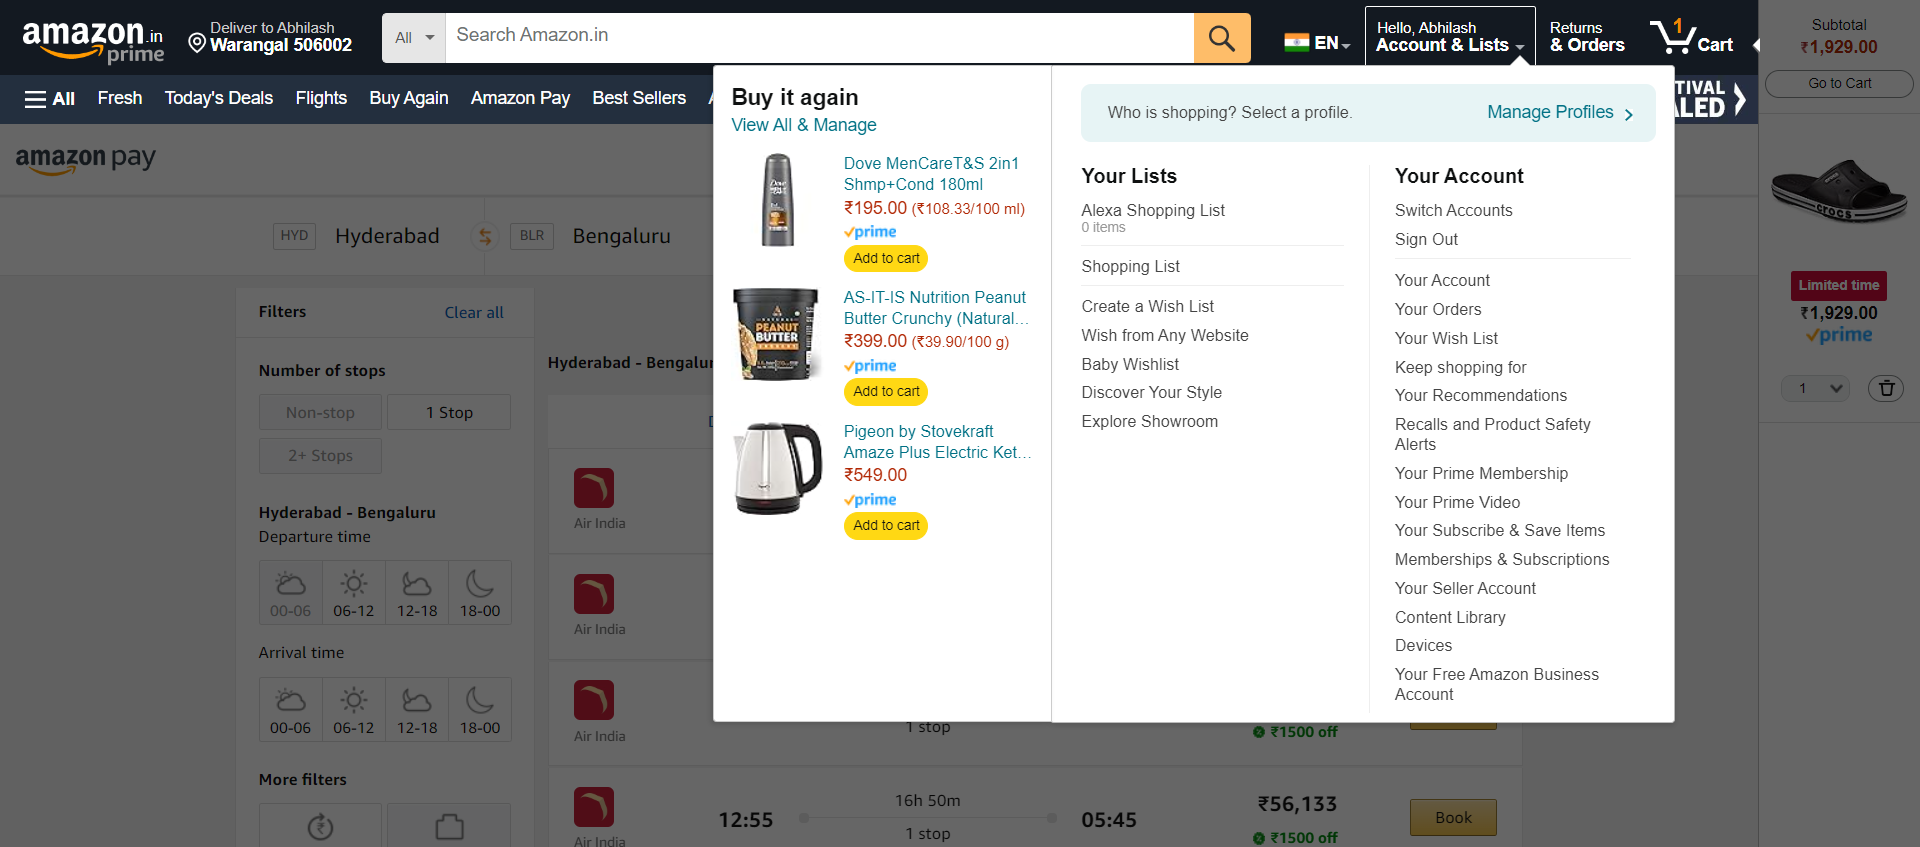 amazon.in
prime
Deliver to Abhilash
Warangal 506002
All
Search Amazon.in
EN
Hello, Abhilash
Account & Lists
Returns
& Orders
1
Cart
Subtotal
₹1,929.00
Go to Cart
All
Fresh
Today's Deals
Flights
Buy Again
Amazon Pay
Best Sellers
amazon pay
HYD
Hyderabad
BLR
Bengaluru
Filters
Clear all
Number of stops
Non-stop
1 Stop
2+ Stops
Hyderabad - Bengaluru
Departure time
00-06
06-12
12-18
18-00
Arrival time
00-06
06-12
12-18
18-00
More filters
Hyderabad - Bengalur
Air India
Air India
Air India
1 stop
₹1500 off
Air India
12:55
16h 50m
1 stop
05:45
₹56,133
₹1500 off
Book
Buy it again
View All & Manage
Dove
Dove MenCareT&S 2in1
Shmp+Cond 180ml
₹195.00 (₹108.33/100 ml)
prime
Add to cart
PEANUT
BUTTER
AS-IT-IS Nutrition Peanut
Butter Crunchy (Natural...
₹399.00 (₹39.90/100 g)
prime
Add to cart
Pigeon by Stovekraft
Amaze Plus Electric Ket...
₹549.00
prime
Add to cart
Who is shopping? Select a profile.
Manage Profiles
Your Lists
Alexa Shopping List
0 items
Shopping List
Create a Wish List
Wish from Any Website
Baby Wishlist
Discover Your Style
Explore Showroom
Your Account
Switch Accounts
Sign Out
Your Account
Your Orders
Your Wish List
Keep shopping for
Your Recommendations
Recalls and Product Safety
Alerts
Your Prime Membership
Your Prime Video
Your Subscribe & Save Items
Memberships & Subscriptions
Your Seller Account
Content Library
Devices
Your Free Amazon Business
Account
TIVAL
LED
crocs
Limited time
₹1,929.00
prime
1